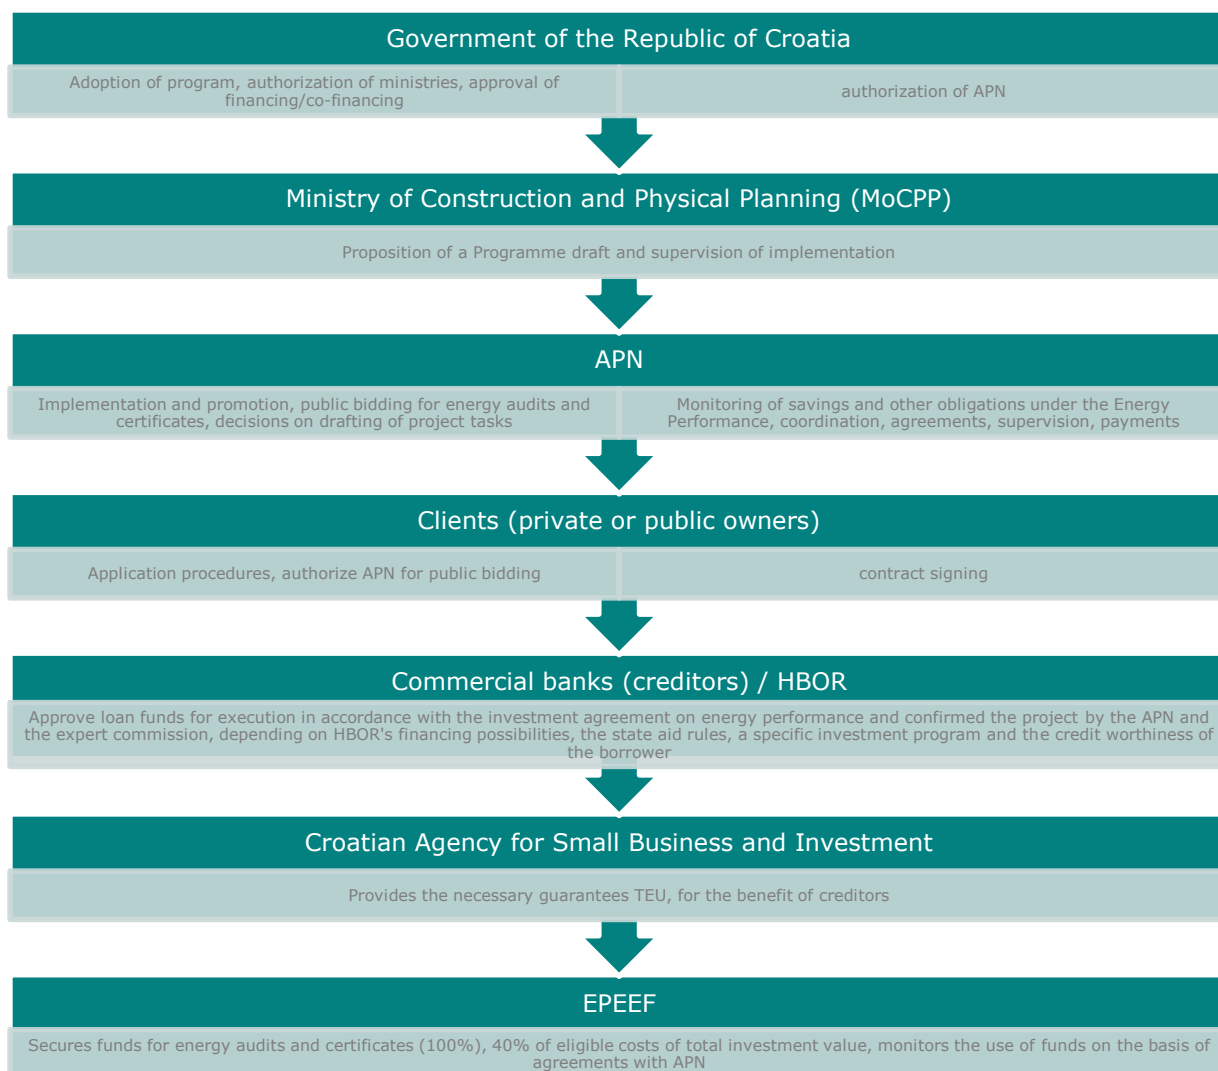 Government of the Republic of Croatia
Adoption of program, authorization of ministries, approval of
financing/co-financing
authorization of APN
Ministry of Construction and Physical Planning (MoCPP)
Proposition of a Programme draft and supervision of implementation
APN
Implementation and promotion, public bidding for energy audits and
certificates, decisions on drafting of project tasks
Monitoring of savings and other obligations under the Energy
Performance, coordination, agreements, supervision, payments
Clients (private or public owners)
Application procedures, authorize APN for public bidding
contract signing
Commercial banks (creditors) / HBOR
Approve loan funds for execution in accordance with the investment agreement on energy performance and confirmed the project by the APN and
the expert commission, depending on HBOR's financing possibilities, the state aid rules, a specific investment program and the credit worthiness of
the borrower
Croatian Agency for Small Business and Investment
Provides the necessary guarantees TEU, for the benefit of creditors
EPEEF
Secures funds for energy audits and certificates (100%), 40% of eligible costs of total investment value, monitors the use of funds on the basis of
agreements with APN